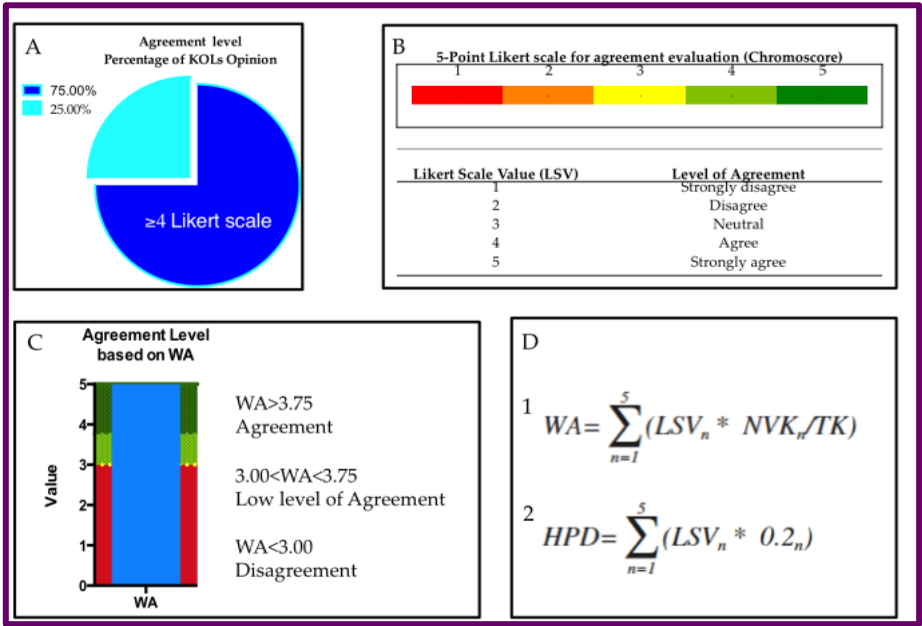 A
Agreement level
Percentage of KOLs Opinion
75.00%
25.00%
≥4 Likert scale
B
5-Point Likert scale for agreement evaluation (Chromoscore)
1 2 3 4 5
Likert Scale Value (LSV) Level of Agreement
1 Strongly disagree
2 Disagree
3 Neutral
4 Agree
5 Strongly agree
C
Agreement Level
based on WA
5
4
3
2
1
0
Value
WA
WA>3.75
Agreement
3.00<WA<3.75
Low level of Agreement
WA<3.00
Disagreement
D
1
WA= ∑⁵ₙ₌₁(LSVₙ * NVKₙ/TK)
2
HPD= ∑⁵ₙ₌₁(LSVₙ * 0.2ₙ)